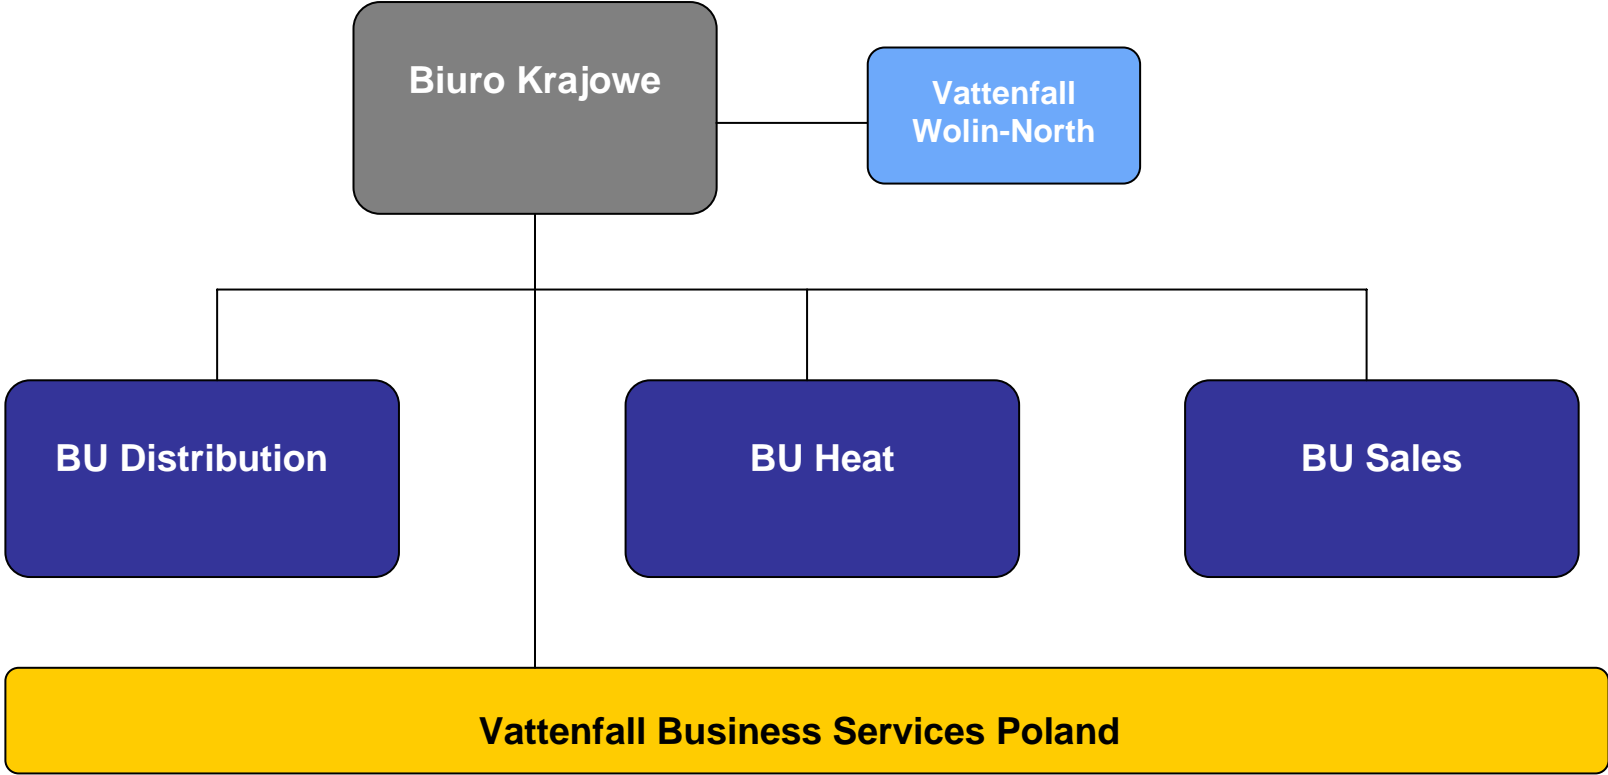 Biuro Krajowe
Vattenfall
Wolin-North
BU Distribution
BU Heat
BU Sales
Vattenfall Business Services Poland